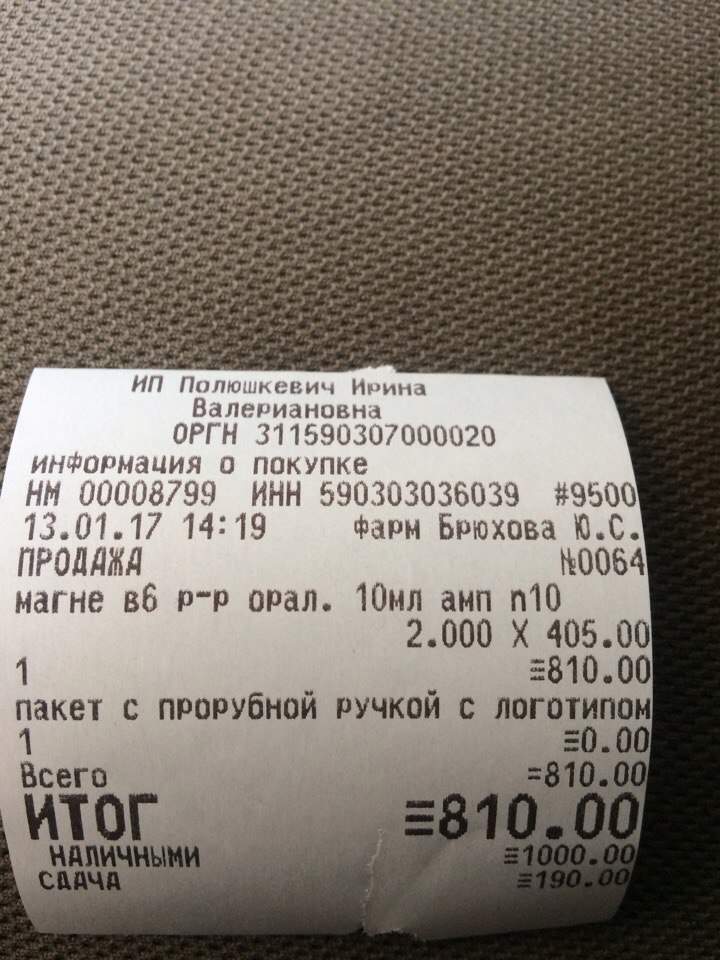 ИП Полюшкевич Ирина
Валериановна
ОРГН 311590307000020
информация о покупке
НМ 00008799 ИНН 590303036039 #9500
13.01.17 14:19 фарм Брюхова Ю.С.
ПРОДАЖА №0064
магне в6 р-р орал. 10мл амп n10
2.000 X 405.00
1 ≡810.00
пакет с прорубной ручкой с логотипом
1 ≡0.00
Всего =810.00
ИТОГ ≡810.00
НАЛИЧНЫМИ ≡1000.00
СДАЧА ≡190.00